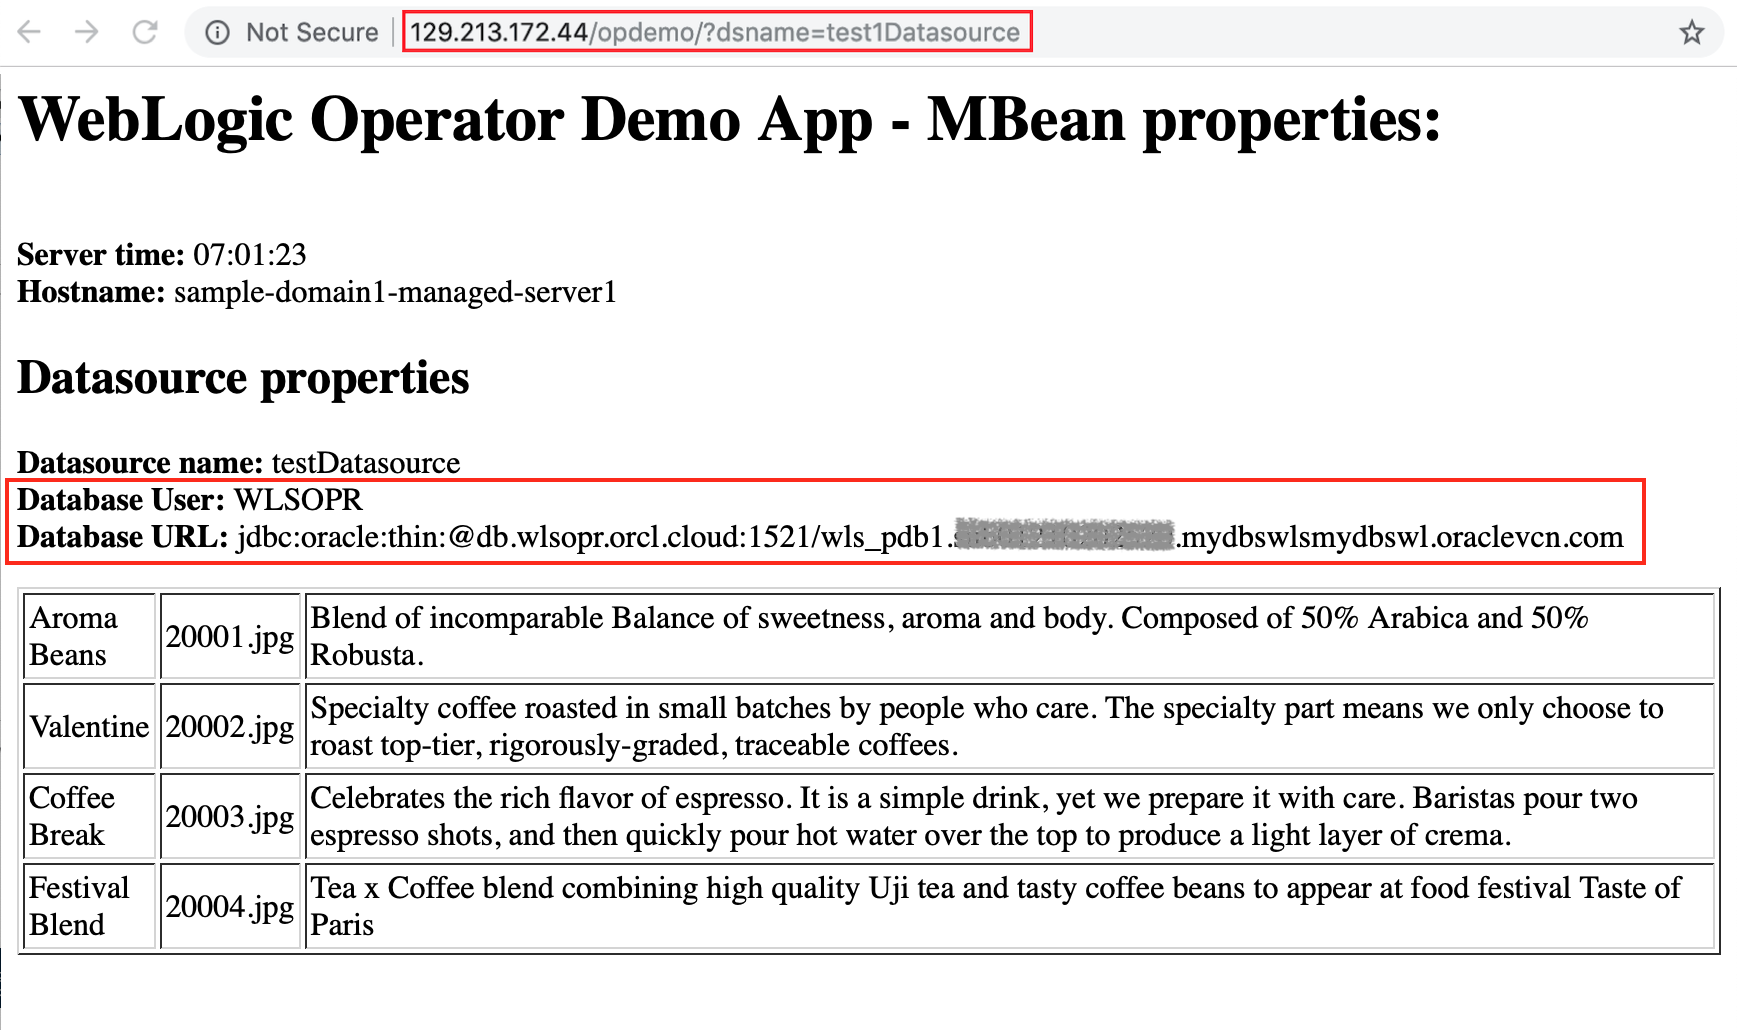 Not Secure | 129.213.172.44/opdemo/?dsname=test1Datasource
WebLogic Operator Demo App - MBean properties:
Server time: 07:01:23
Hostname: sample-domain1-managed-server1
Datasource properties
Datasource name: testDatasource
Database User: WLSOPR
Database URL: jdbc:oracle:thin:@db.wlsopr.orcl.cloud:1521/wls_pdb1. .mydbswlsmydbswl.oraclevcn.com
Aroma
Beans
20001.jpg
Blend of incomparable Balance of sweetness, aroma and body. Composed of 50% Arabica and 50%
Robusta.
Valentine
20002.jpg
Specialty coffee roasted in small batches by people who care. The specialty part means we only choose to
roast top-tier, rigorously-graded, traceable coffees.
Coffee
Break
20003.jpg
Celebrates the rich flavor of espresso. It is a simple drink, yet we prepare it with care. Baristas pour two
espresso shots, and then quickly pour hot water over the top to produce a light layer of crema.
Festival
Blend
20004.jpg
Tea x Coffee blend combining high quality Uji tea and tasty coffee beans to appear at food festival Taste of
Paris